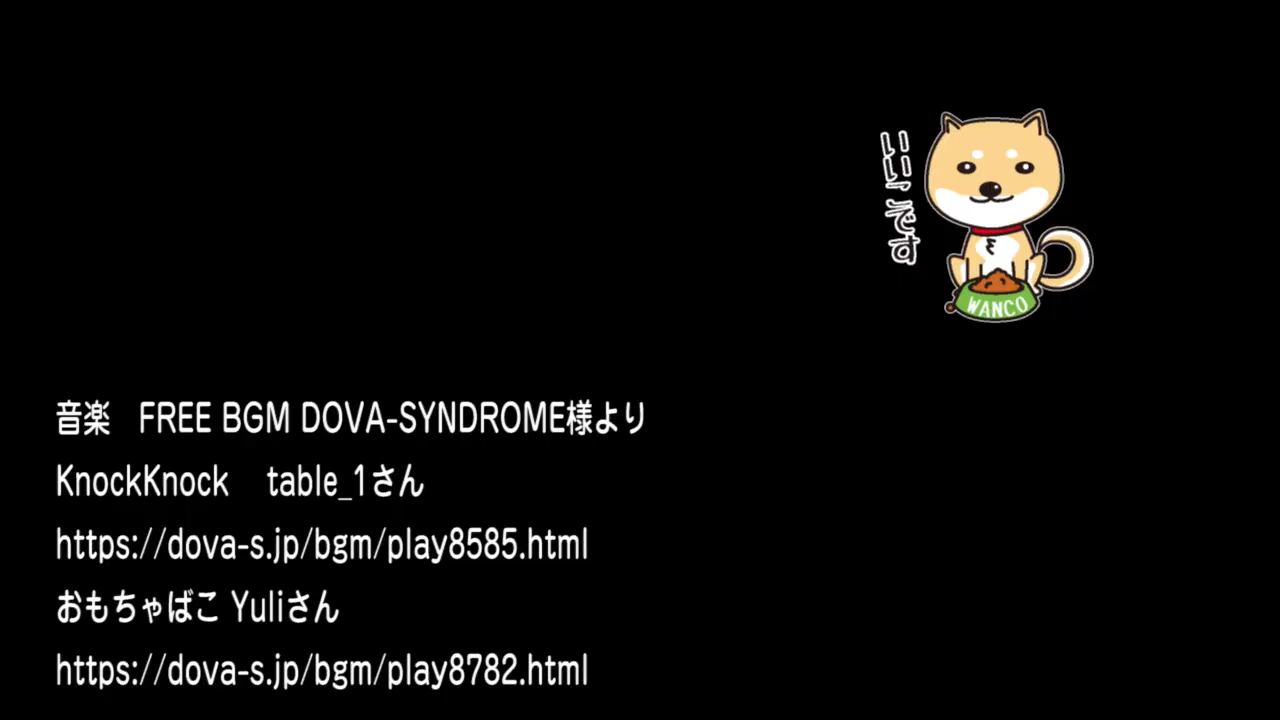 いいこです
WANCO
音楽　FREE BGM DOVA-SYNDROME様より
KnockKnock　table_1さん
https://dova-s.jp/bgm/play8585.html
おもちゃばこ Yuliさん
https://dova-s.jp/bgm/play8782.html